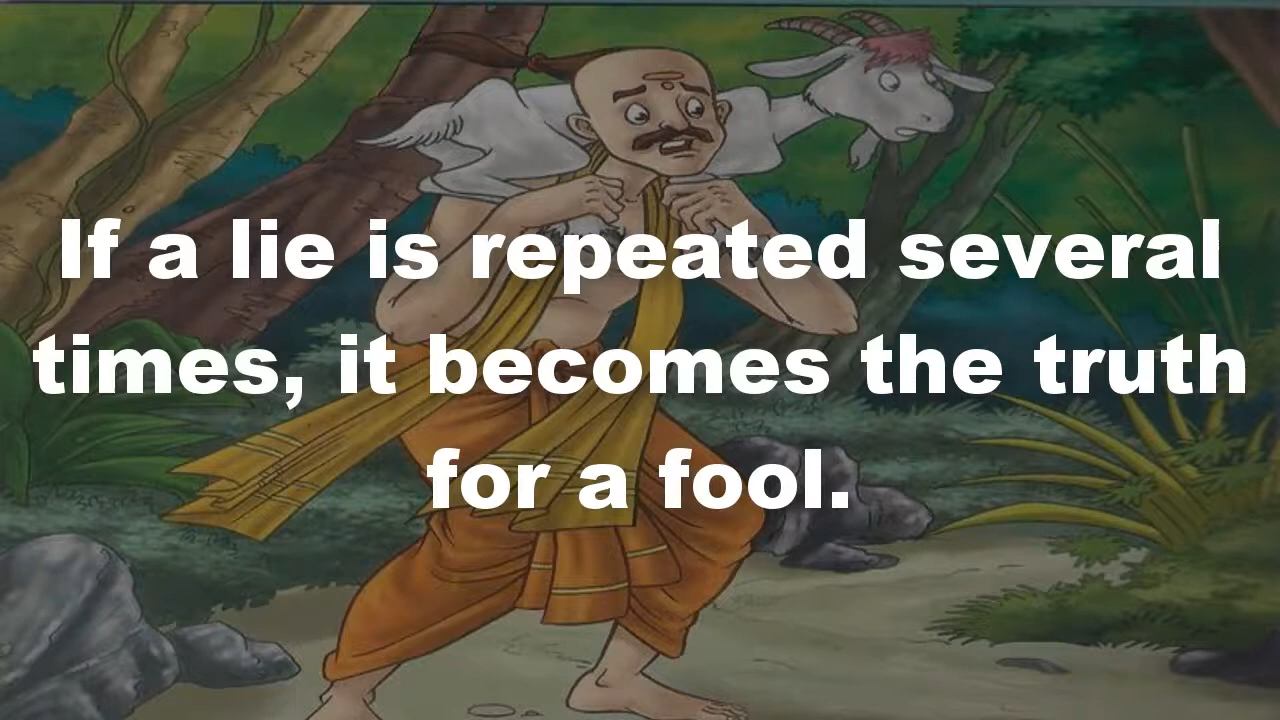 If a lie is repeated several
times, it becomes the truth
for a fool.